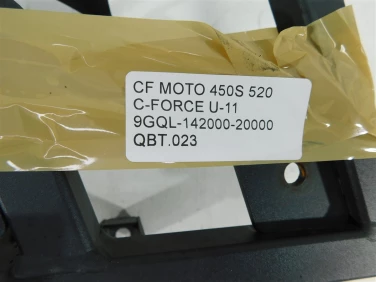 CF MOTO 450S 520
C-FORCE U-11
9GQL-142000-20000
QBT.023